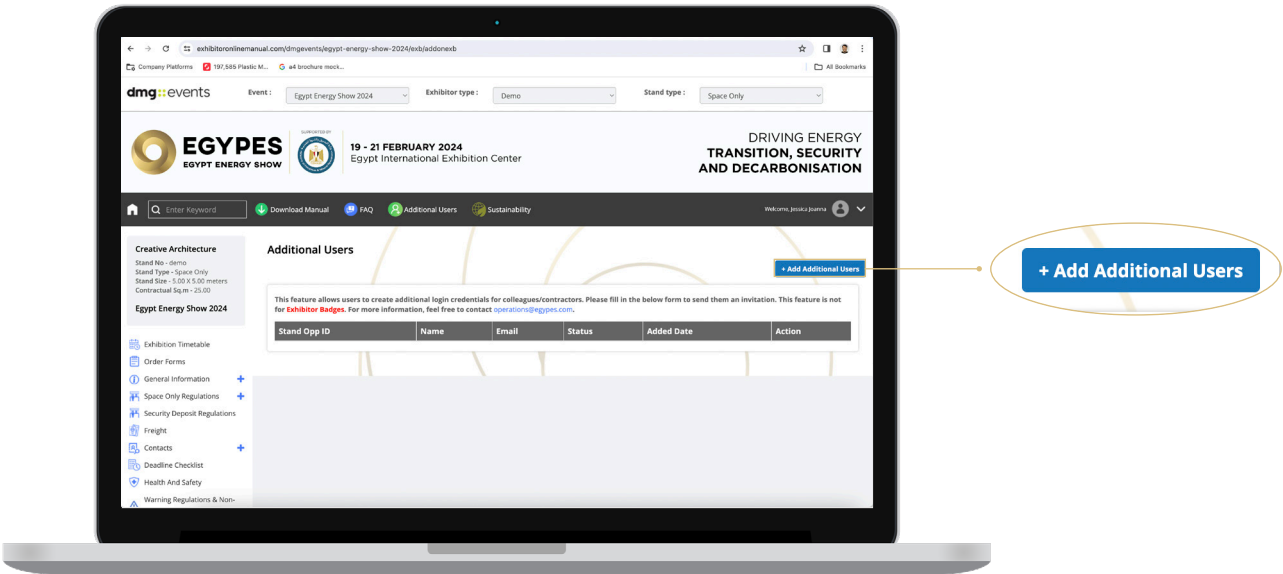 exhibitoronlinemanual.com/dmgevents/egypt-energy-show-2024/exb/addonexb
Company Platforms
197,585 Plastic M...
a4 brochure mock...
All Bookmarks
dmg::events
Event :
Egypt Energy Show 2024
Exhibitor type :
Demo
Stand type :
Space Only
EGYPES
EGYPT ENERGY SHOW
SUPPORTED BY
19 - 21 FEBRUARY 2024
Egypt International Exhibition Center
DRIVING ENERGY
TRANSITION, SECURITY
AND DECARBONISATION
Enter Keyword
Download Manual
FAQ
Additional Users
Sustainability
Welcome, Jessica Joanna
Creative Architecture
Stand No - demo
Stand Type - Space Only
Stand Size - 5.00 X 5.00 meters
Contractual Sq.m - 25.00
Egypt Energy Show 2024
Exhibition Timetable
Order Forms
General Information +
Space Only Regulations +
Security Deposit Regulations
Freight
Contacts +
Deadline Checklist
Health And Safety
Warning Regulations & Non-
Additional Users
+ Add Additional Users
This feature allows users to create additional login credentials for colleagues/contractors. Please fill in the below form to send them an invitation. This feature is not
for Exhibitor Badges. For more information, feel free to contact operations@egypes.com.
Stand Opp ID Name Email Status Added Date Action
+ Add Additional Users